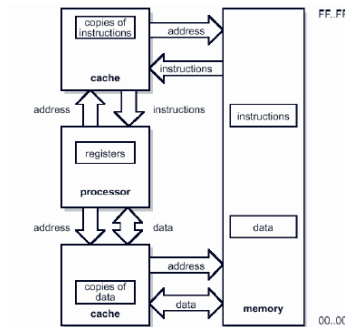 copies of
instructions
address
FF..FF
instructions
cache
address
instructions
instructions
registers
processor
address
data
data
address
copies of
data
data
cache
memory
00..00